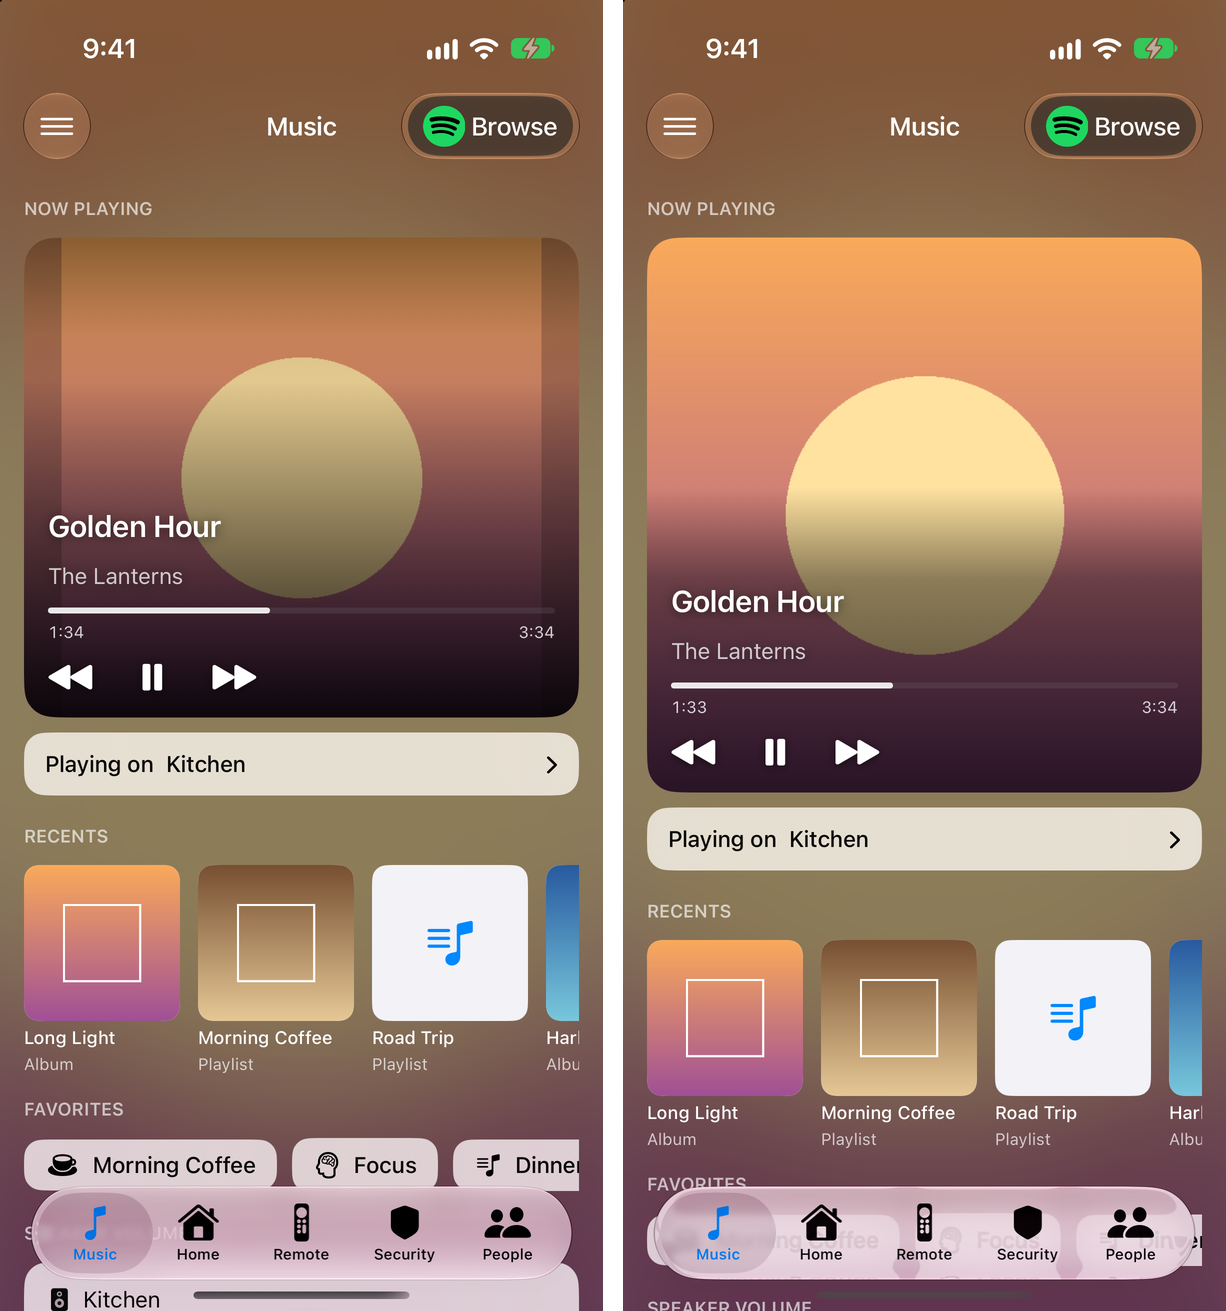 9:41
Music
Browse
NOW PLAYING
Golden Hour
The Lanterns
1:34
3:34
Playing on Kitchen
RECENTS
Long Light
Morning Coffee
Road Trip
Album
Playlist
Playlist
FAVORITES
Morning Coffee
Focus
Music
Home
Remote
Security
People
Kitchen
9:41
Music
Browse
NOW PLAYING
Golden Hour
The Lanterns
1:33
3:34
Playing on Kitchen
RECENTS
Long Light
Morning Coffee
Road Trip
Album
Playlist
Playlist
FAVORITES
Music
Home
Remote
Security
People
SPEAKER VOLUME